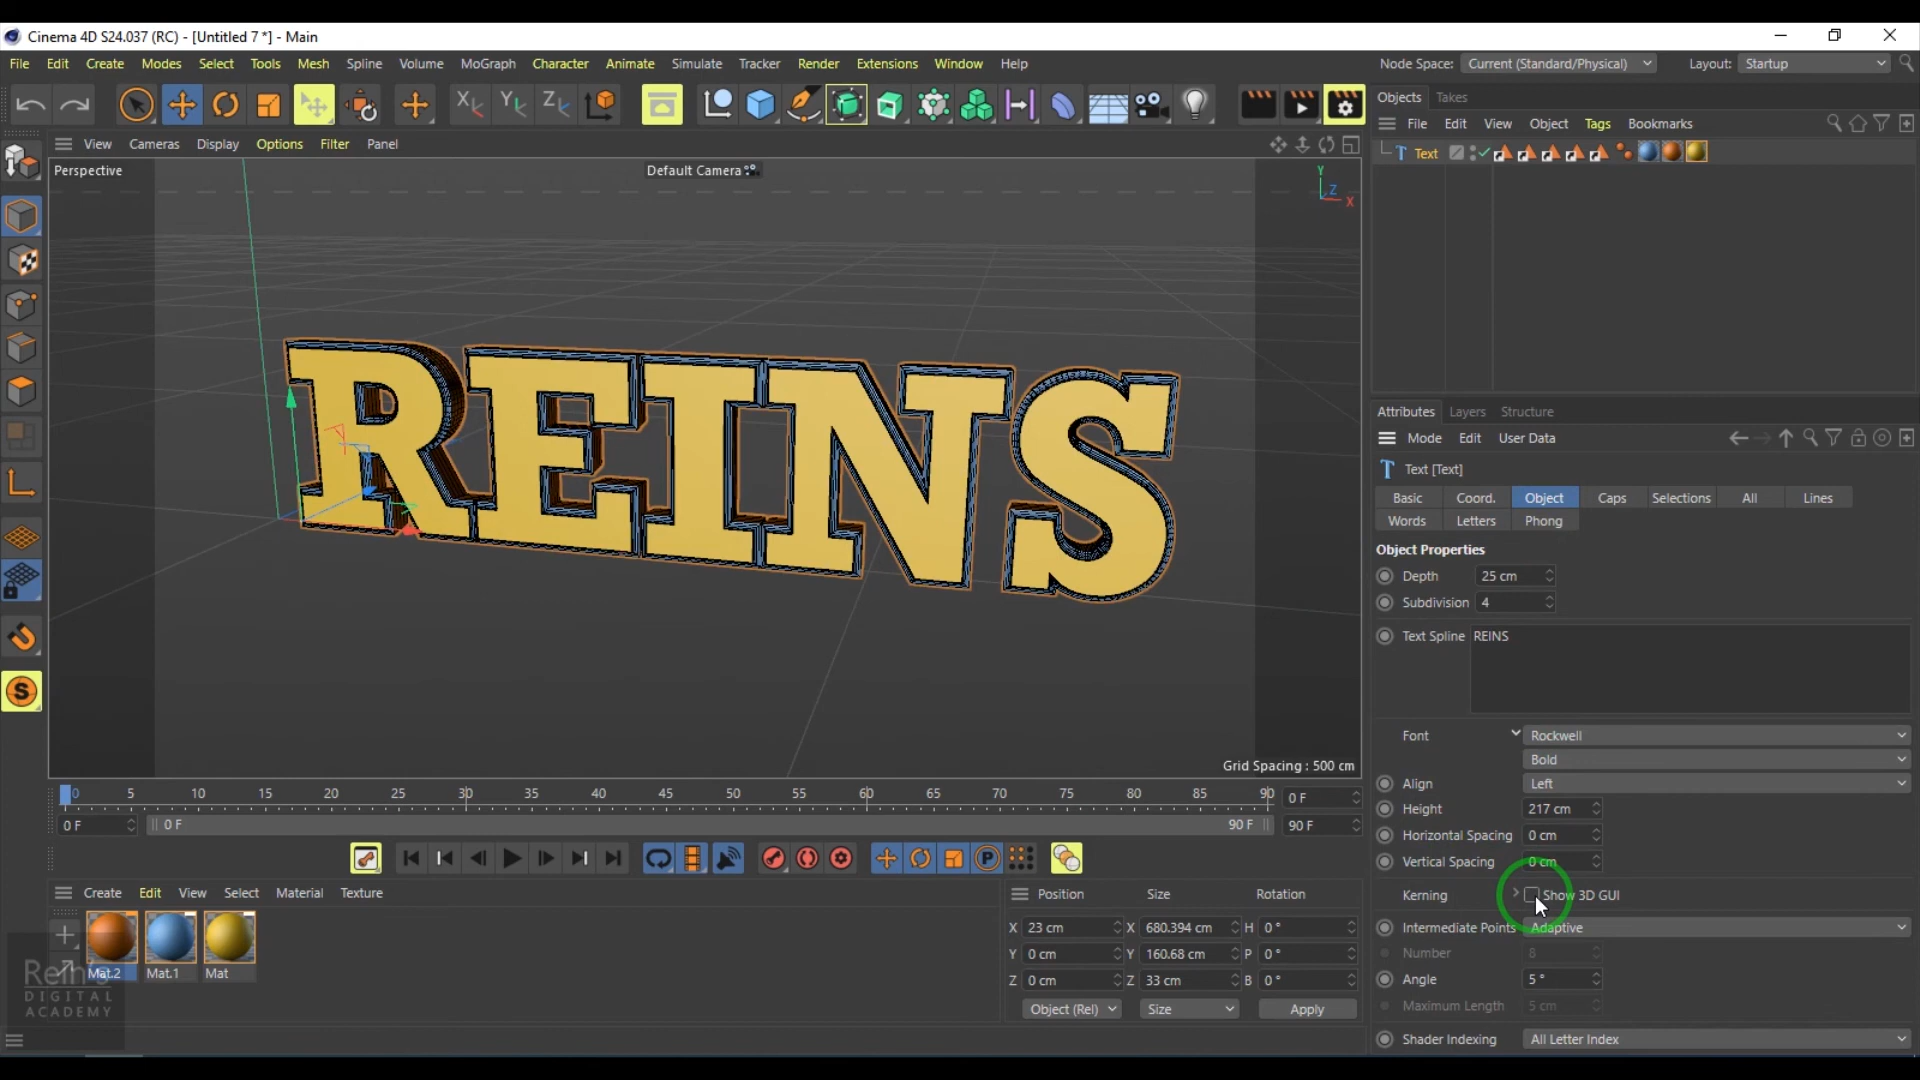 Cinema 4D S24.037 (RC) - [Untitled 7 *] - Main
File Edit Create Modes Select Tools Mesh Spline Volume MoGraph Character Animate Simulate Tracker Render Extensions Window Help
Node Space: Current (Standard/Physical) Layout: Startup
X Y Z
Objects Takes
File Edit View Object Tags Bookmarks
Text
View Cameras Display Options Filter Panel
Perspective
Default Camera
Y
Z
X
REINS
Grid Spacing : 500 cm
0 5 10 15 20 25 30 35 40 45 50 55 60 65 70 75 80 85 90
0 F
0 F 0 F 90 F 90 F
P
S
Create Edit View Select Material Texture
Mat.2 Mat.1 Mat
Rein's
DIGITAL
ACADEMY
Position Size Rotation
X 23 cm X 680.394 cm H 0 °
Y 0 cm Y 160.68 cm P 0 °
Z 0 cm Z 33 cm B 0 °
Object (Rel) Size Apply
Attributes Layers Structure
Mode Edit User Data
Text [Text]
Basic Coord. Object Caps Selections All Lines
Words Letters Phong
Object Properties
Depth 25 cm
Subdivision 4
Text Spline REINS
Font Rockwell
Bold
Align Left
Height 217 cm
Horizontal Spacing 0 cm
Vertical Spacing 0 cm
Kerning Show 3D GUI
Intermediate Points Adaptive
Number 8
Angle 5 °
Maximum Length 5 cm
Shader Indexing All Letter Index